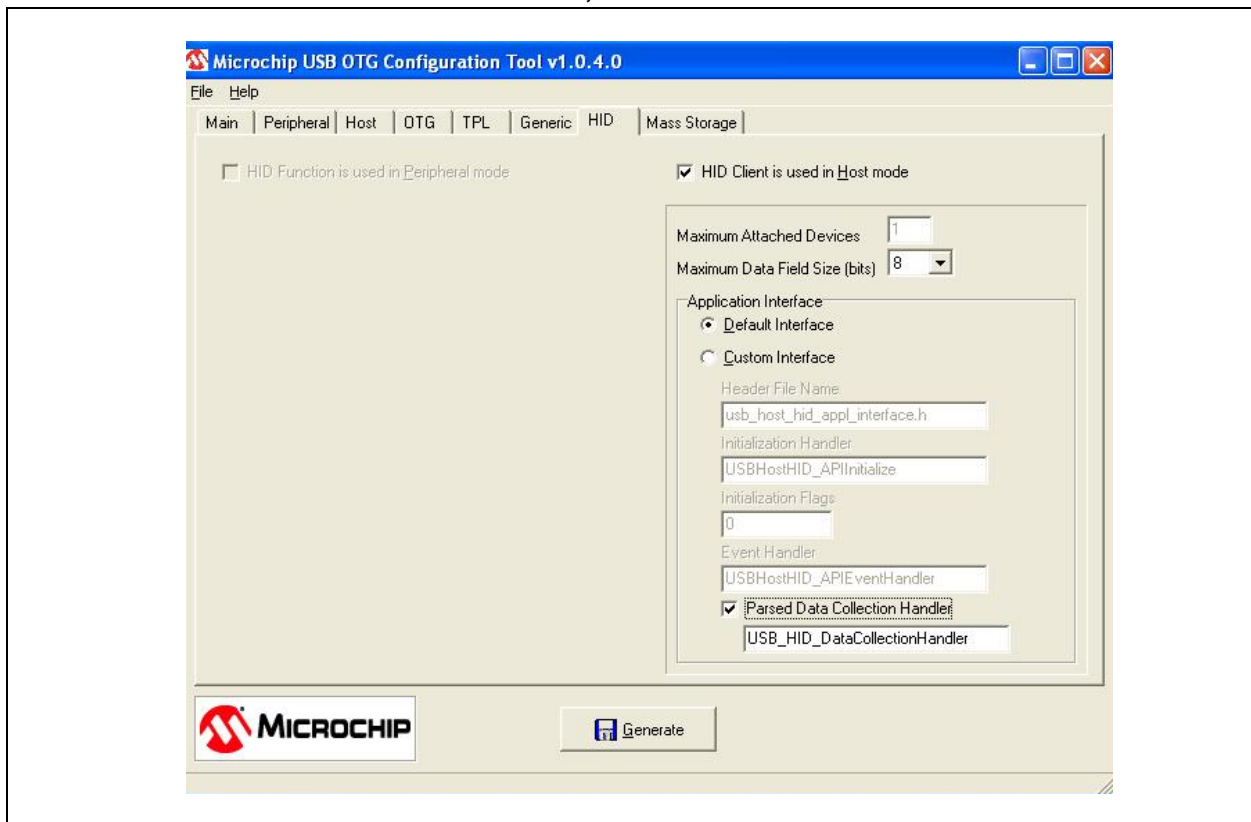 Microchip USB OTG Configuration Tool v1.0.4.0
File Help
Main Peripheral Host OTG TPL Generic HID Mass Storage
HID Function is used in Peripheral mode
HID Client is used in Host mode
Maximum Attached Devices 1
Maximum Data Field Size (bits) 8
Application Interface
Default Interface
Custom Interface
Header File Name
usb_host_hid_appl_interface.h
Initialization Handler
USBHostHID_APIInitialize
Initialization Flags
0
Event Handler
USBHostHID_APIEventHandler
Parsed Data Collection Handler
USB_HID_DataCollectionHandler
MICROCHIP
Generate